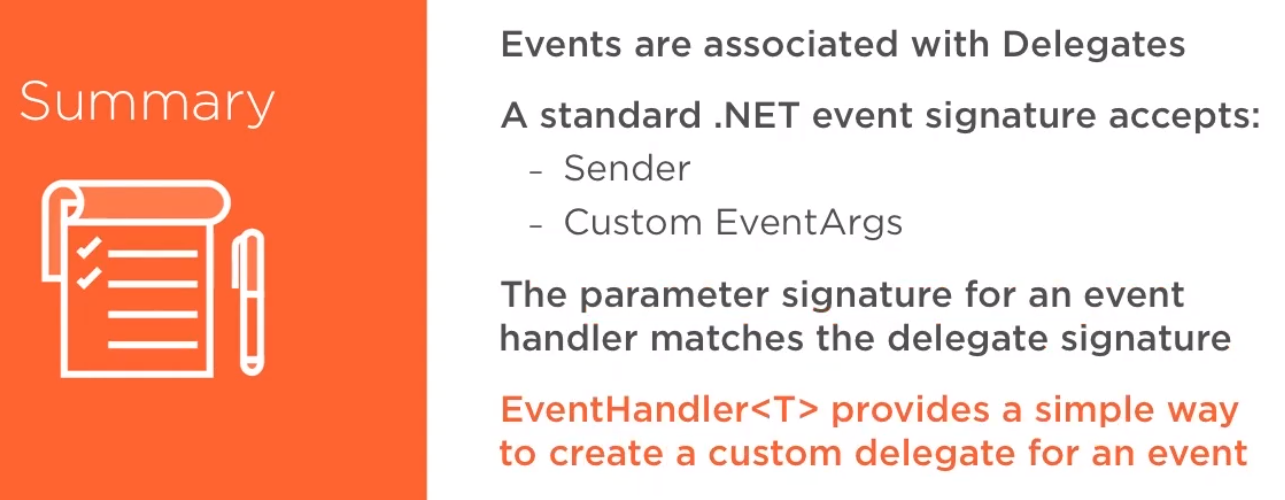 Summary
Events are associated with Delegates
A standard .NET event signature accepts:
- Sender
- Custom EventArgs
The parameter signature for an event
handler matches the delegate signature
EventHandler<T> provides a simple way
to create a custom delegate for an event